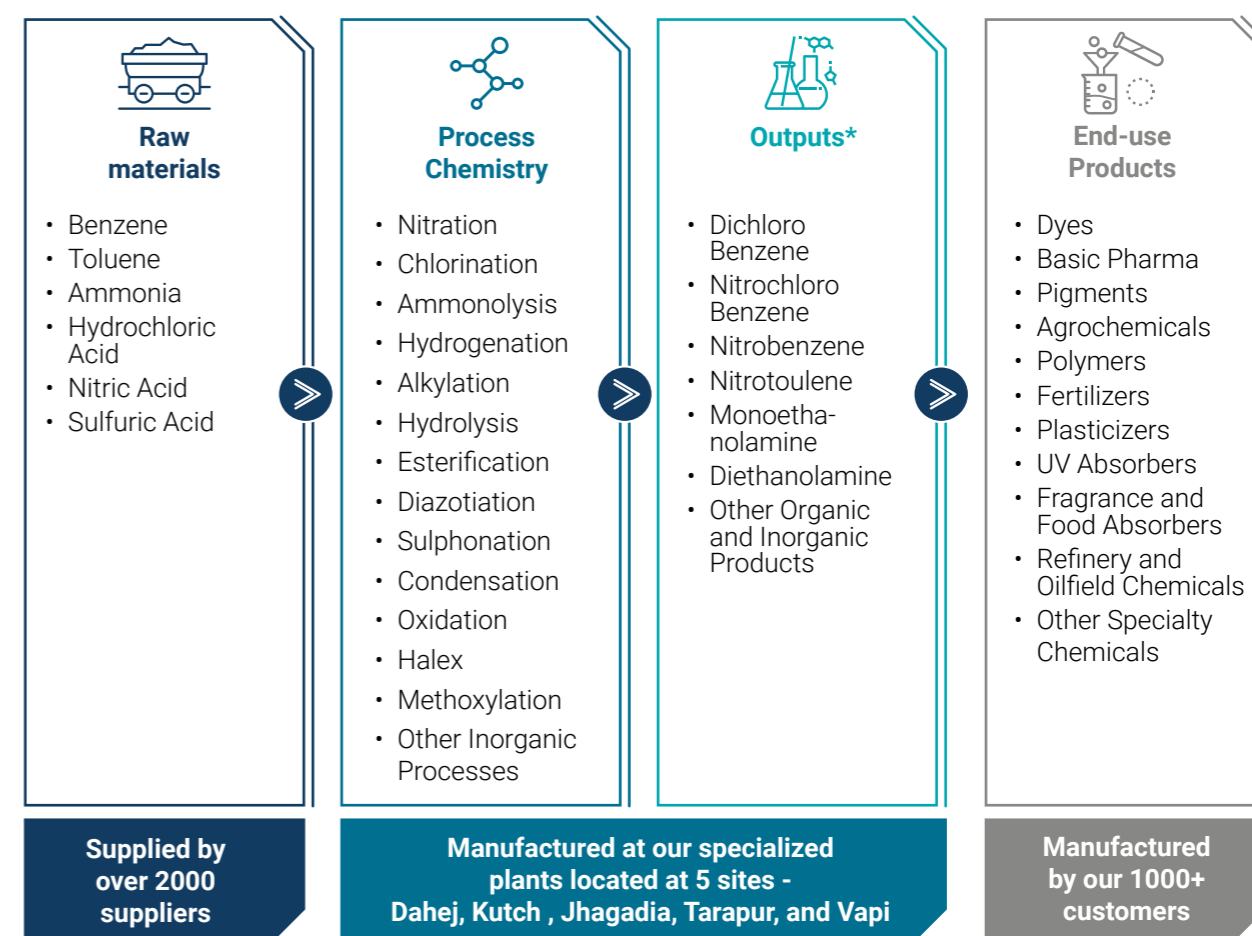 Raw
materials
• Benzene
• Toluene
• Ammonia
• Hydrochloric
Acid
• Nitric Acid
• Sulfuric Acid
Supplied by
over 2000
suppliers
Process
Chemistry
• Nitration
• Chlorination
• Ammonolysis
• Hydrogenation
• Alkylation
• Hydrolysis
• Esterification
• Diazotiation
• Sulphonation
• Condensation
• Oxidation
• Halex
• Methoxylation
• Other Inorganic
Processes
Outputs*
• Dichloro
Benzene
• Nitrochloro
Benzene
• Nitrobenzene
• Nitrotoulene
• Monoetha-
nolamine
• Diethanolamine
• Other Organic
and Inorganic
Products
Manufactured at our specialized
plants located at 5 sites -
Dahej, Kutch , Jhagadia, Tarapur, and Vapi
End-use
Products
• Dyes
• Basic Pharma
• Pigments
• Agrochemicals
• Polymers
• Fertilizers
• Plasticizers
• UV Absorbers
• Fragrance and
Food Absorbers
• Refinery and
Oilfield Chemicals
• Other Specialty
Chemicals
Manufactured
by our 1000+
customers